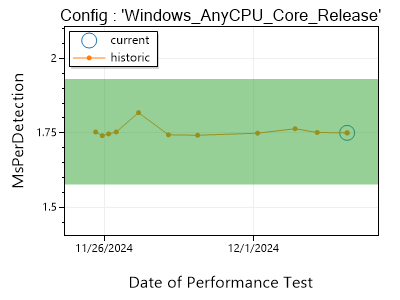 Config : 'Windows_AnyCPU_Core_Release'
current
historic
2
1.75
1.5
MsPerDetection
11/26/2024
12/1/2024
Date of Performance Test